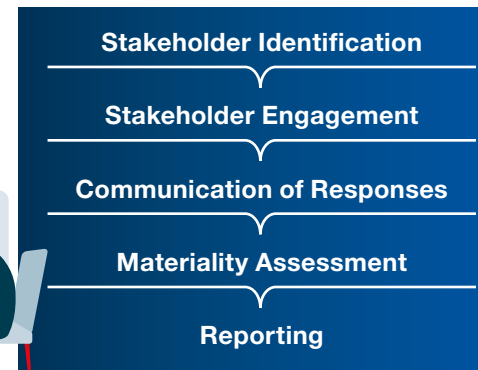 Stakeholder Identification
Stakeholder Engagement
Communication of Responses
Materiality Assessment
Reporting